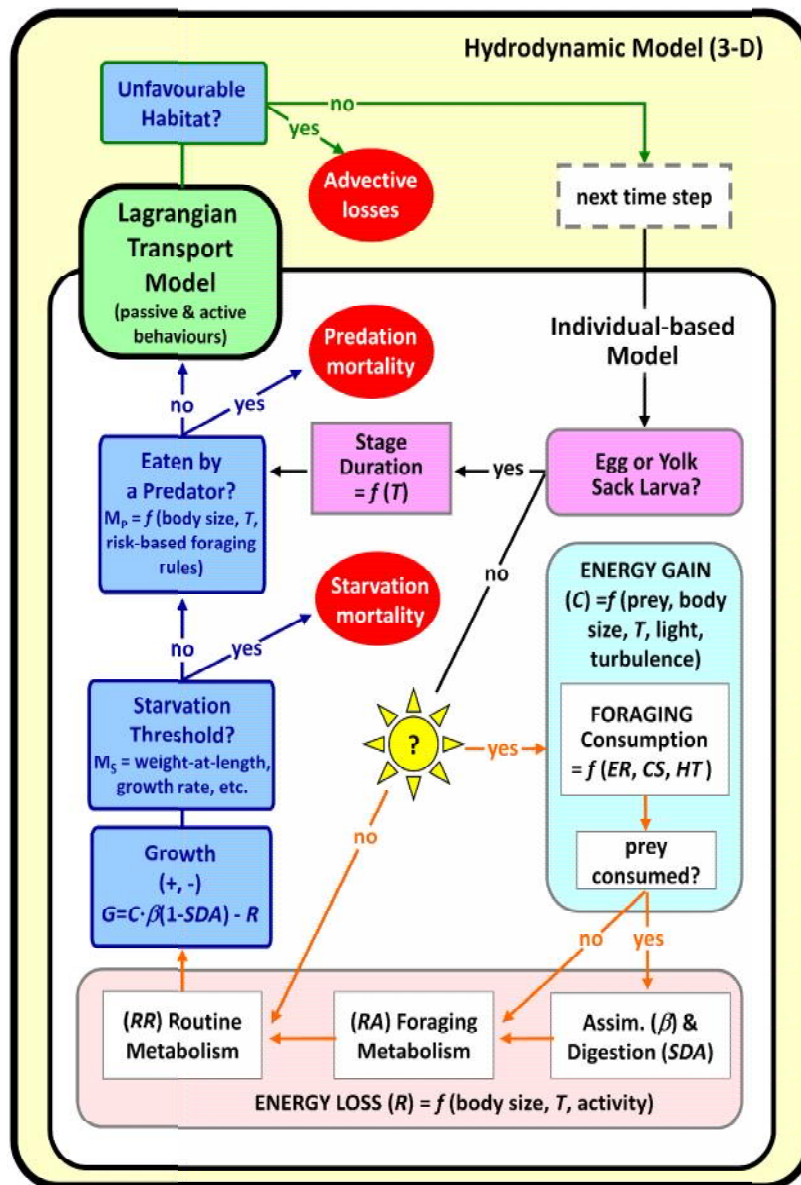 Hydrodynamic Model (3-D)
Unfavourable
Habitat?
no
yes
Advective
losses
next time step
Lagrangian
Transport
Model
(passive & active
behaviours)
Individual-based
Model
Predation
mortality
no
yes
Eaten by
a Predator?
M_P = f (body size, T,
risk-based foraging
rules)
Stage
Duration
= f (T)
yes
Egg or Yolk
Sack Larva?
no
Starvation
mortality
no
yes
ENERGY GAIN
(C) =f (prey, body
size, T, light,
turbulence)
Starvation
Threshold?
M_S = weight-at-length,
growth rate, etc.
?
yes
FORAGING
Consumption
= f (ER, CS, HT)
no
Growth
(+, -)
G=C·β(1-SDA) - R
prey
consumed?
no
yes
(RR) Routine
Metabolism
(RA) Foraging
Metabolism
Assim. (β) &
Digestion (SDA)
ENERGY LOSS (R) = f (body size, T, activity)